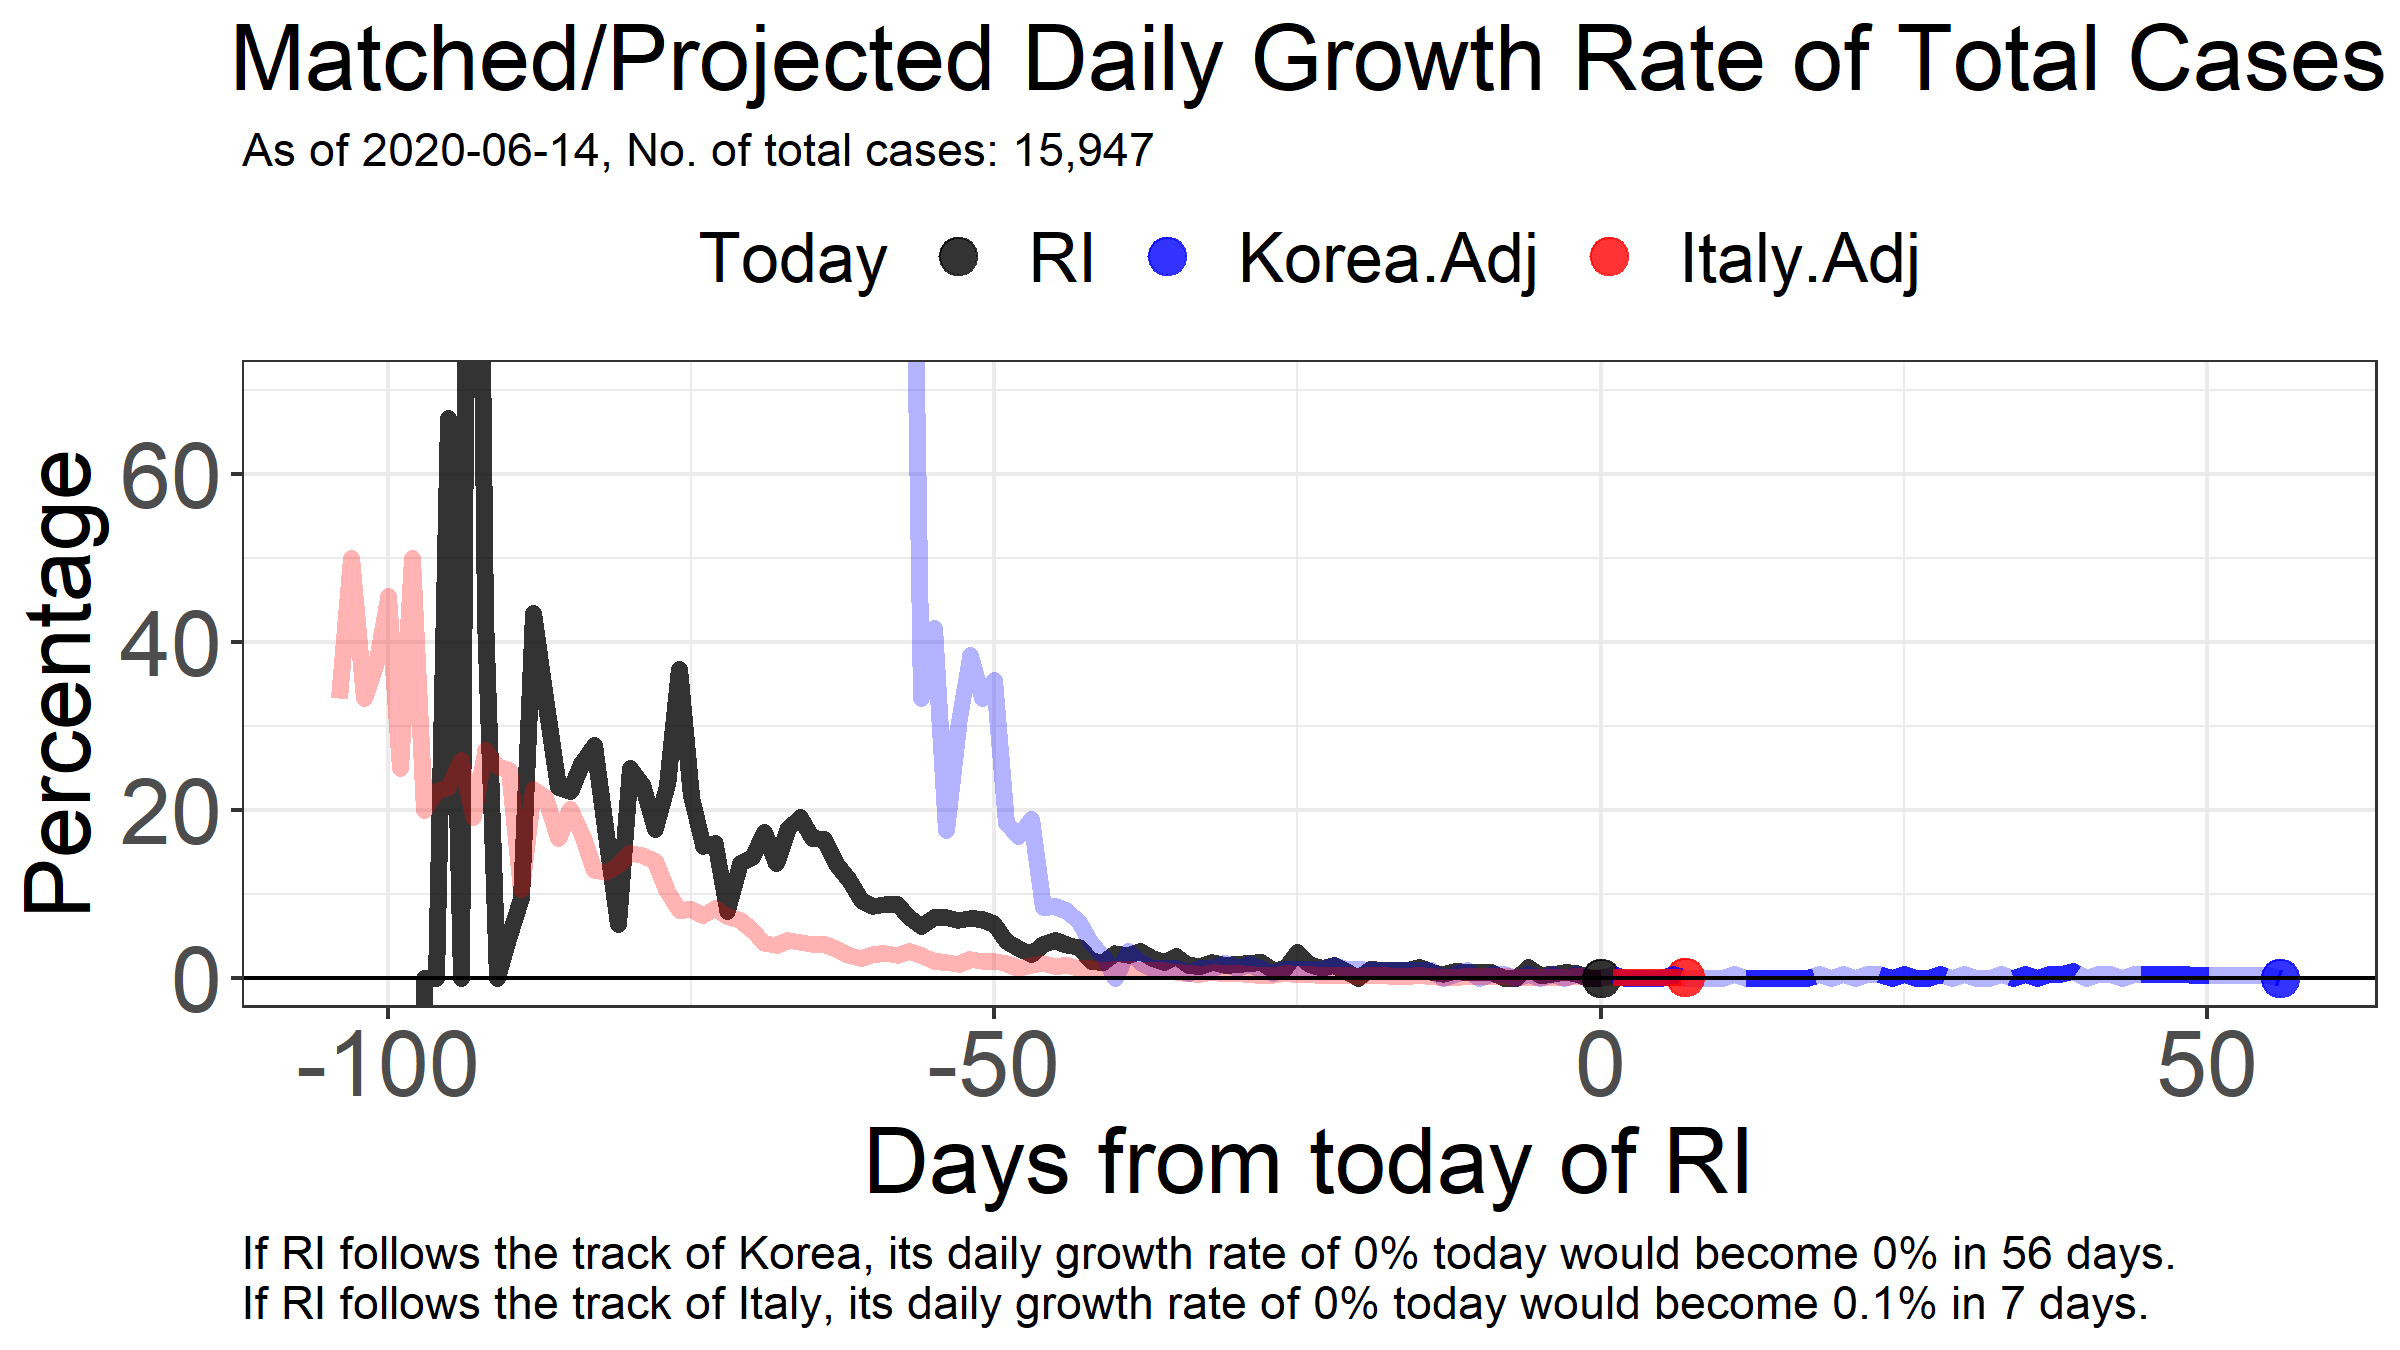 Matched/Projected Daily Growth Rate of Total Cases
As of 2020-06-14, No. of total cases: 15,947
Today RI Korea.Adj Italy.Adj
Percentage
60
40
20
0
-100 -50 0 50
Days from today of RI
If RI follows the track of Korea, its daily growth rate of 0% today would become 0% in 56 days.
If RI follows the track of Italy, its daily growth rate of 0% today would become 0.1% in 7 days.